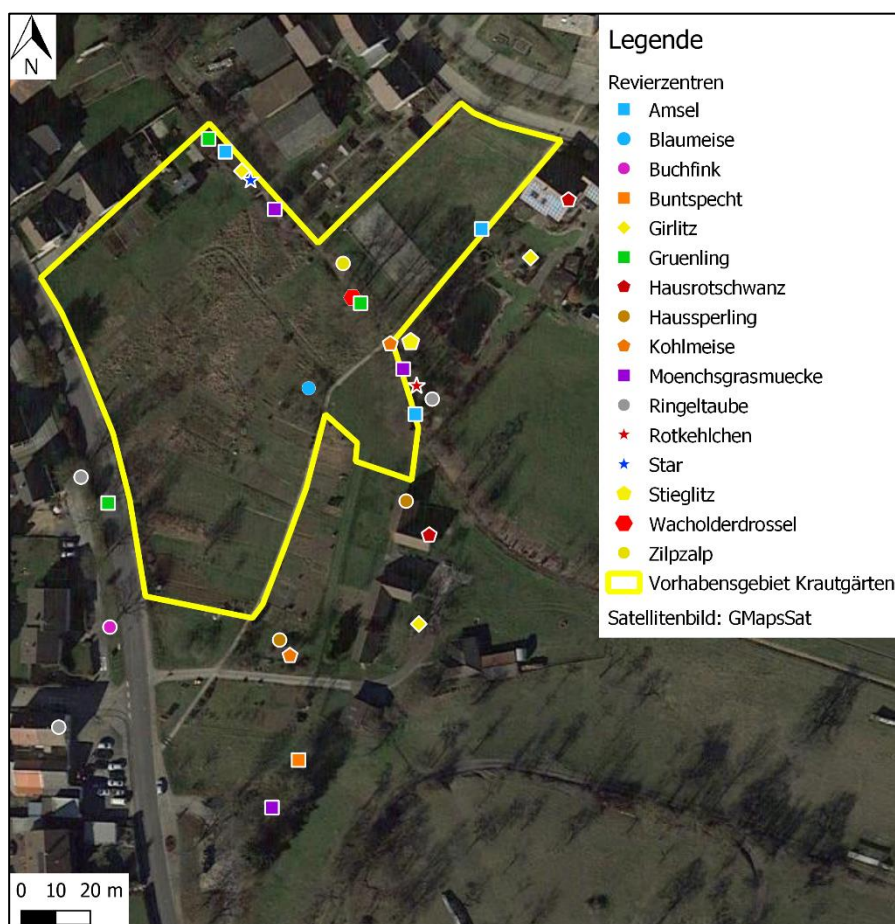 N
Legende
Revierzentren
Amsel
Blaumeise
Buchfink
Buntspecht
Girlitz
Gruenling
Hausrotschwanz
Haussperling
Kohlmeise
Moenchsgrasmuecke
Ringeltaube
Rotkehlchen
Star
Stieglitz
Wacholderdrossel
Zilpzalp
Vorhabensgebiet Krautgärten
Satellitenbild: GMapsSat
0 10 20 m